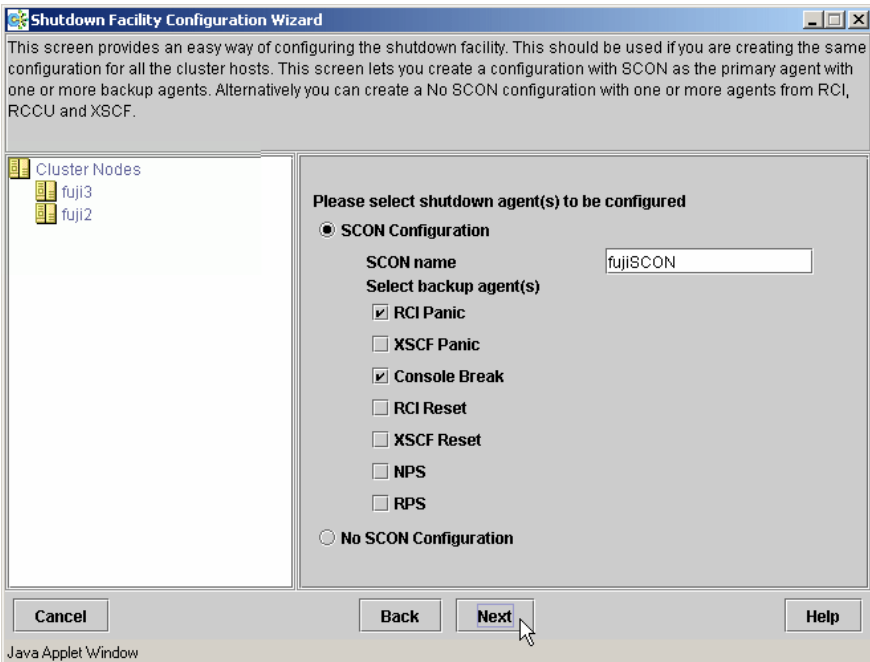 Shutdown Facility Configuration Wizard
This screen provides an easy way of configuring the shutdown facility. This should be used if you are creating the same
configuration for all the cluster hosts. This screen lets you create a configuration with SCON as the primary agent with
one or more backup agents. Alternatively you can create a No SCON configuration with one or more agents from RCI,
RCCU and XSCF.
Cluster Nodes
fuji3
fuji2
Please select shutdown agent(s) to be configured
SCON Configuration
SCON name
fujiSCON
Select backup agent(s)
RCI Panic
XSCF Panic
Console Break
RCI Reset
XSCF Reset
NPS
RPS
No SCON Configuration
Cancel
Back
Next
Help
Java Applet Window